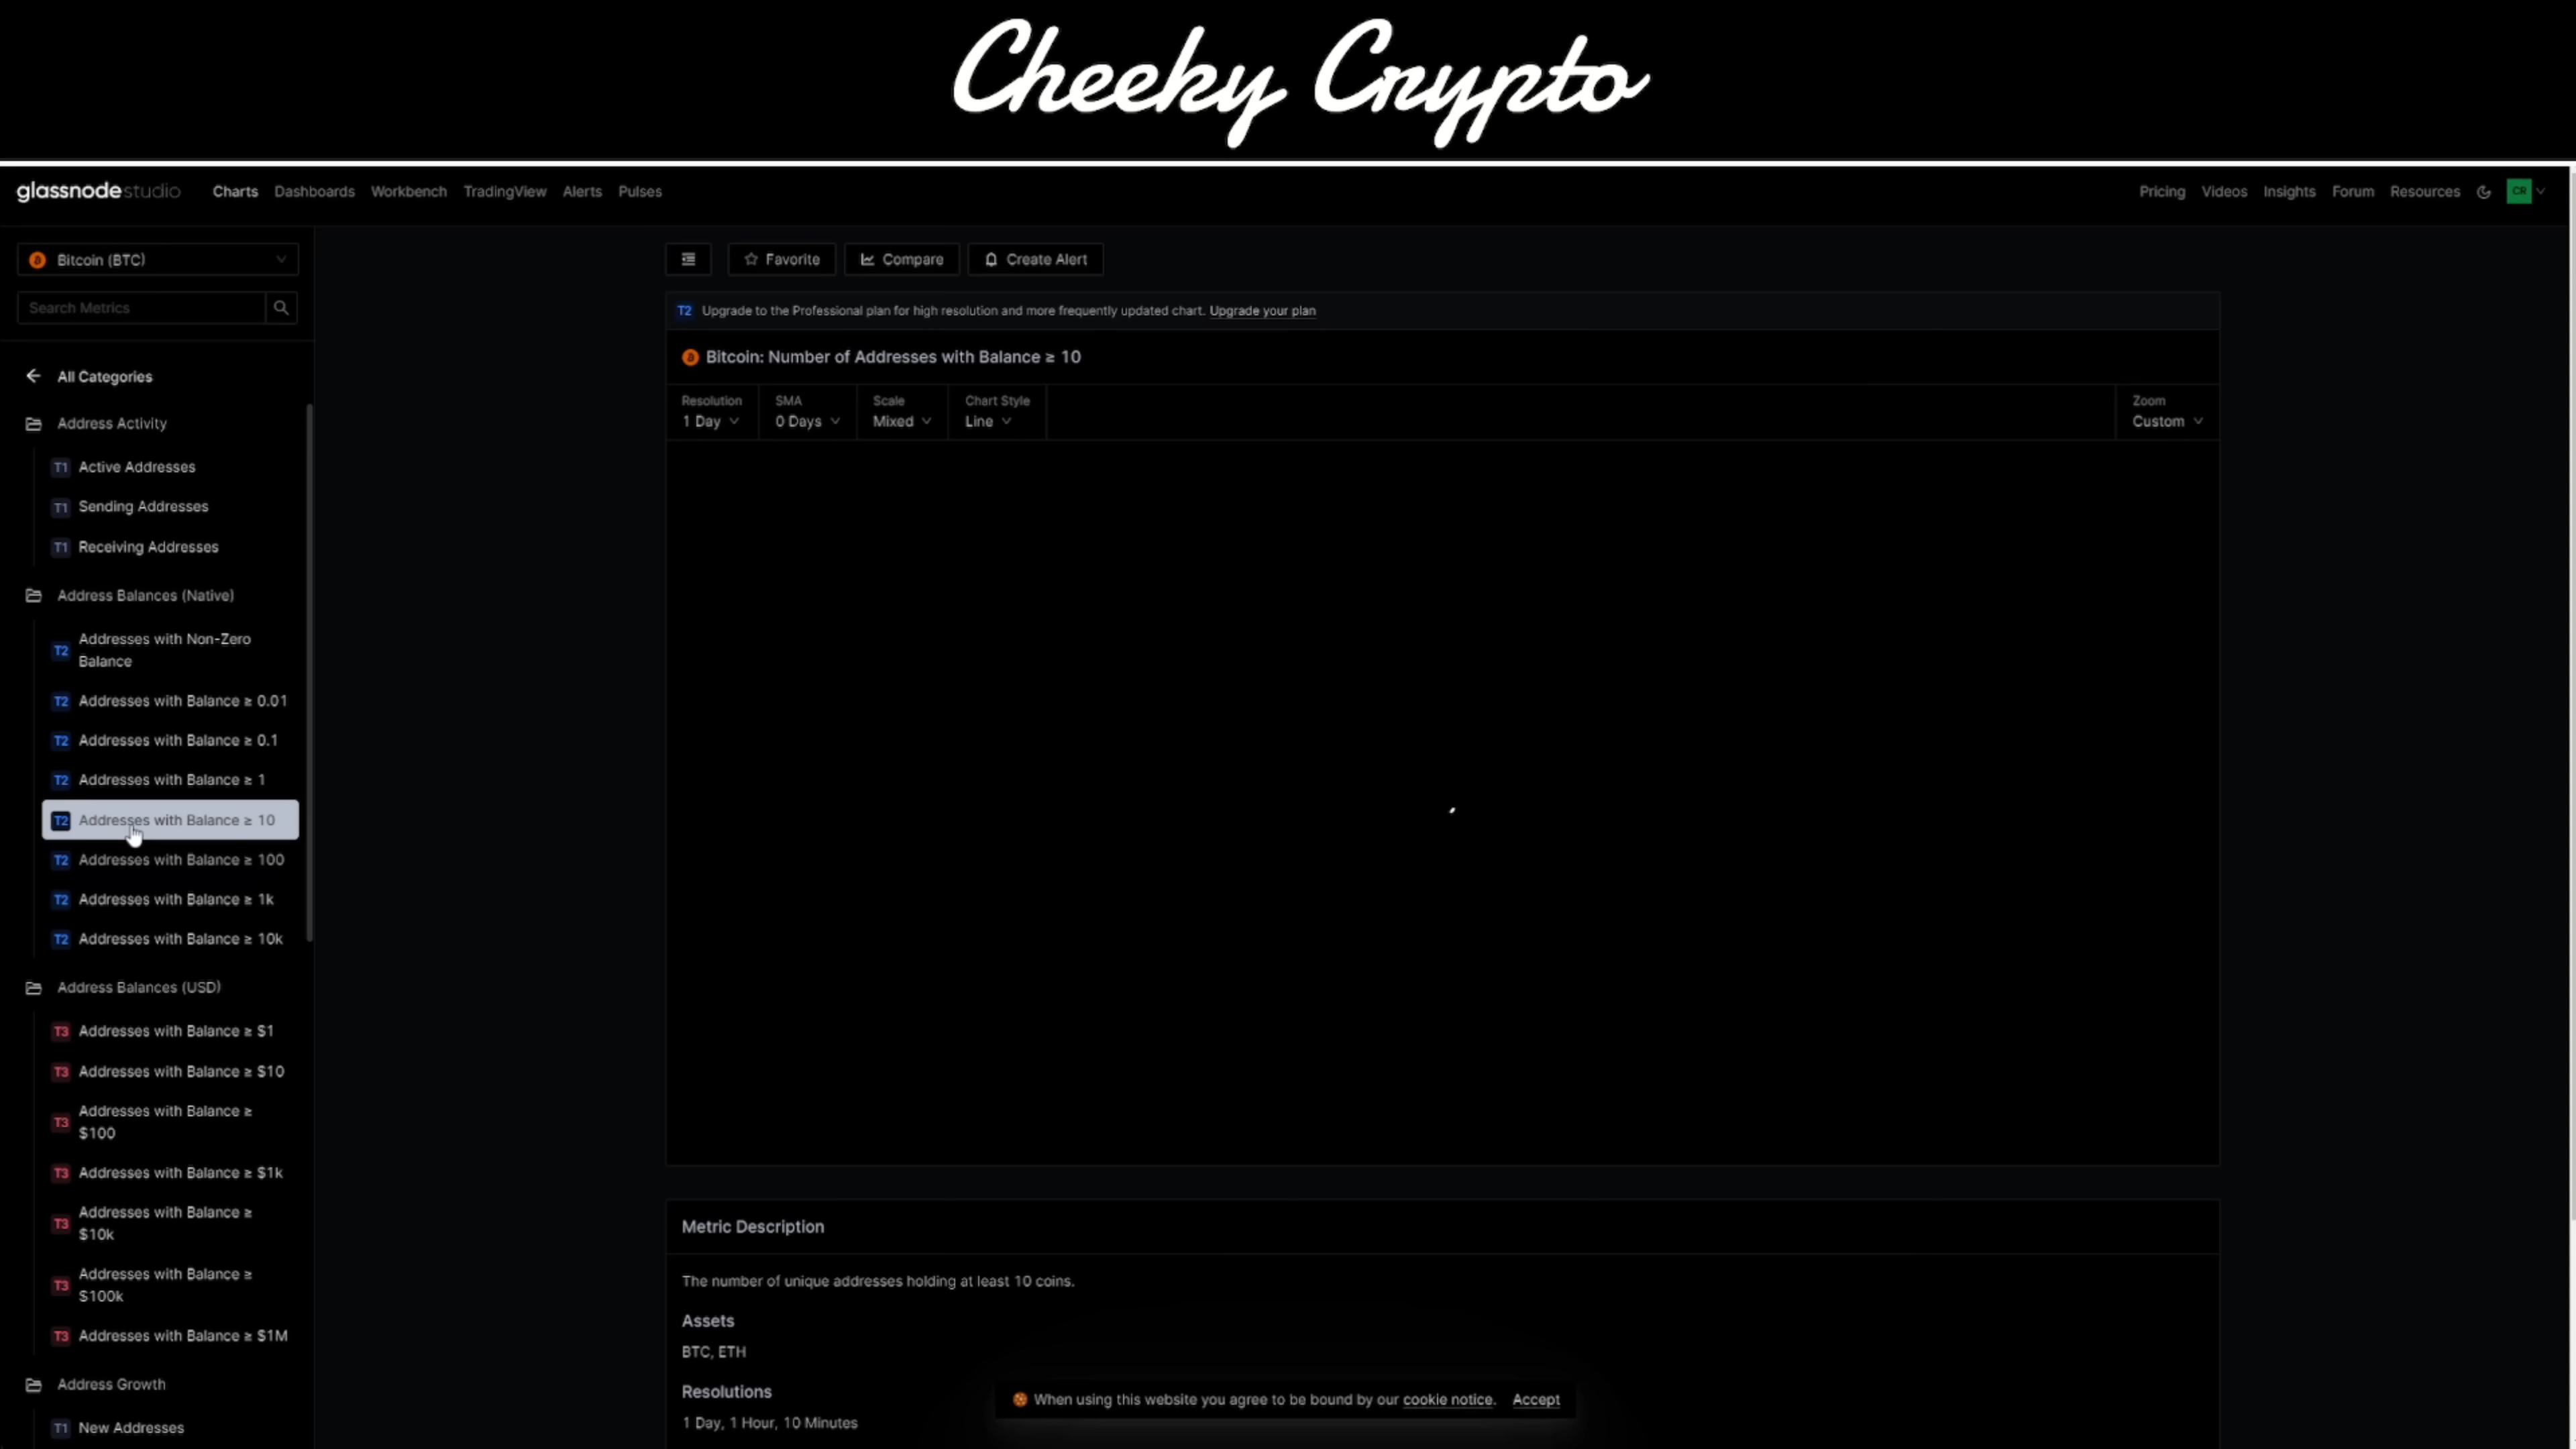 Cheeky Crypto
glassnodestudio Charts Dashboards Workbench TradingView Alerts Pulses Pricing Videos Insights Forum Resources CR
Bitcoin (BTC)
Search Metrics
All Categories
Address Activity
T1 Active Addresses
T1 Sending Addresses
T1 Receiving Addresses
Address Balances (Native)
T2 Addresses with Non-Zero
Balance
T2 Addresses with Balance ≥ 0.01
T2 Addresses with Balance ≥ 0.1
T2 Addresses with Balance ≥ 1
T2 Addresses with Balance ≥ 10
T2 Addresses with Balance ≥ 100
T2 Addresses with Balance ≥ 1k
T2 Addresses with Balance ≥ 10k
Address Balances (USD)
T3 Addresses with Balance ≥ $1
T3 Addresses with Balance ≥ $10
T3 Addresses with Balance ≥
$100
T3 Addresses with Balance ≥ $1k
T3 Addresses with Balance ≥
$10k
T3 Addresses with Balance ≥
$100k
T3 Addresses with Balance ≥ $1M
Address Growth
T1 New Addresses
Favorite Compare Create Alert
T2 Upgrade to the Professional plan for high resolution and more frequently updated chart. Upgrade your plan
Bitcoin: Number of Addresses with Balance ≥ 10
Resolution SMA Scale Chart Style Zoom
1 Day 0 Days Mixed Line Custom
Metric Description
The number of unique addresses holding at least 10 coins.
Assets
BTC, ETH
Resolutions
1 Day, 1 Hour, 10 Minutes
When using this website you agree to be bound by our cookie notice. Accept